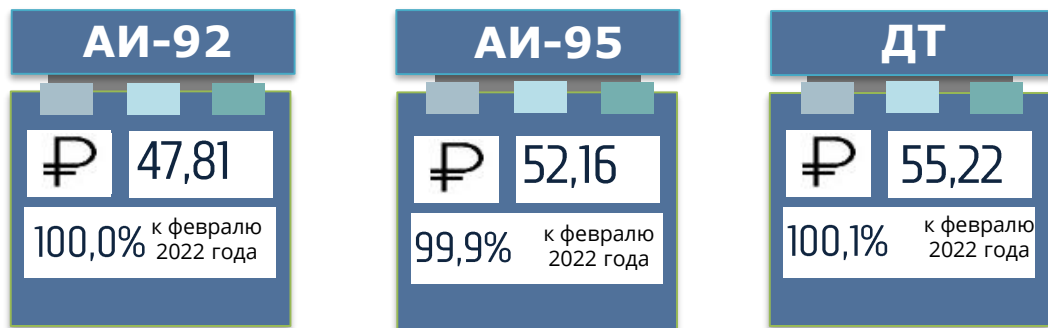 АИ-92
₽ 47,81
100,0% к февралю
2022 года
АИ-95
₽ 52,16
99,9% к февралю
2022 года
ДТ
₽ 55,22
100,1% к февралю
2022 года